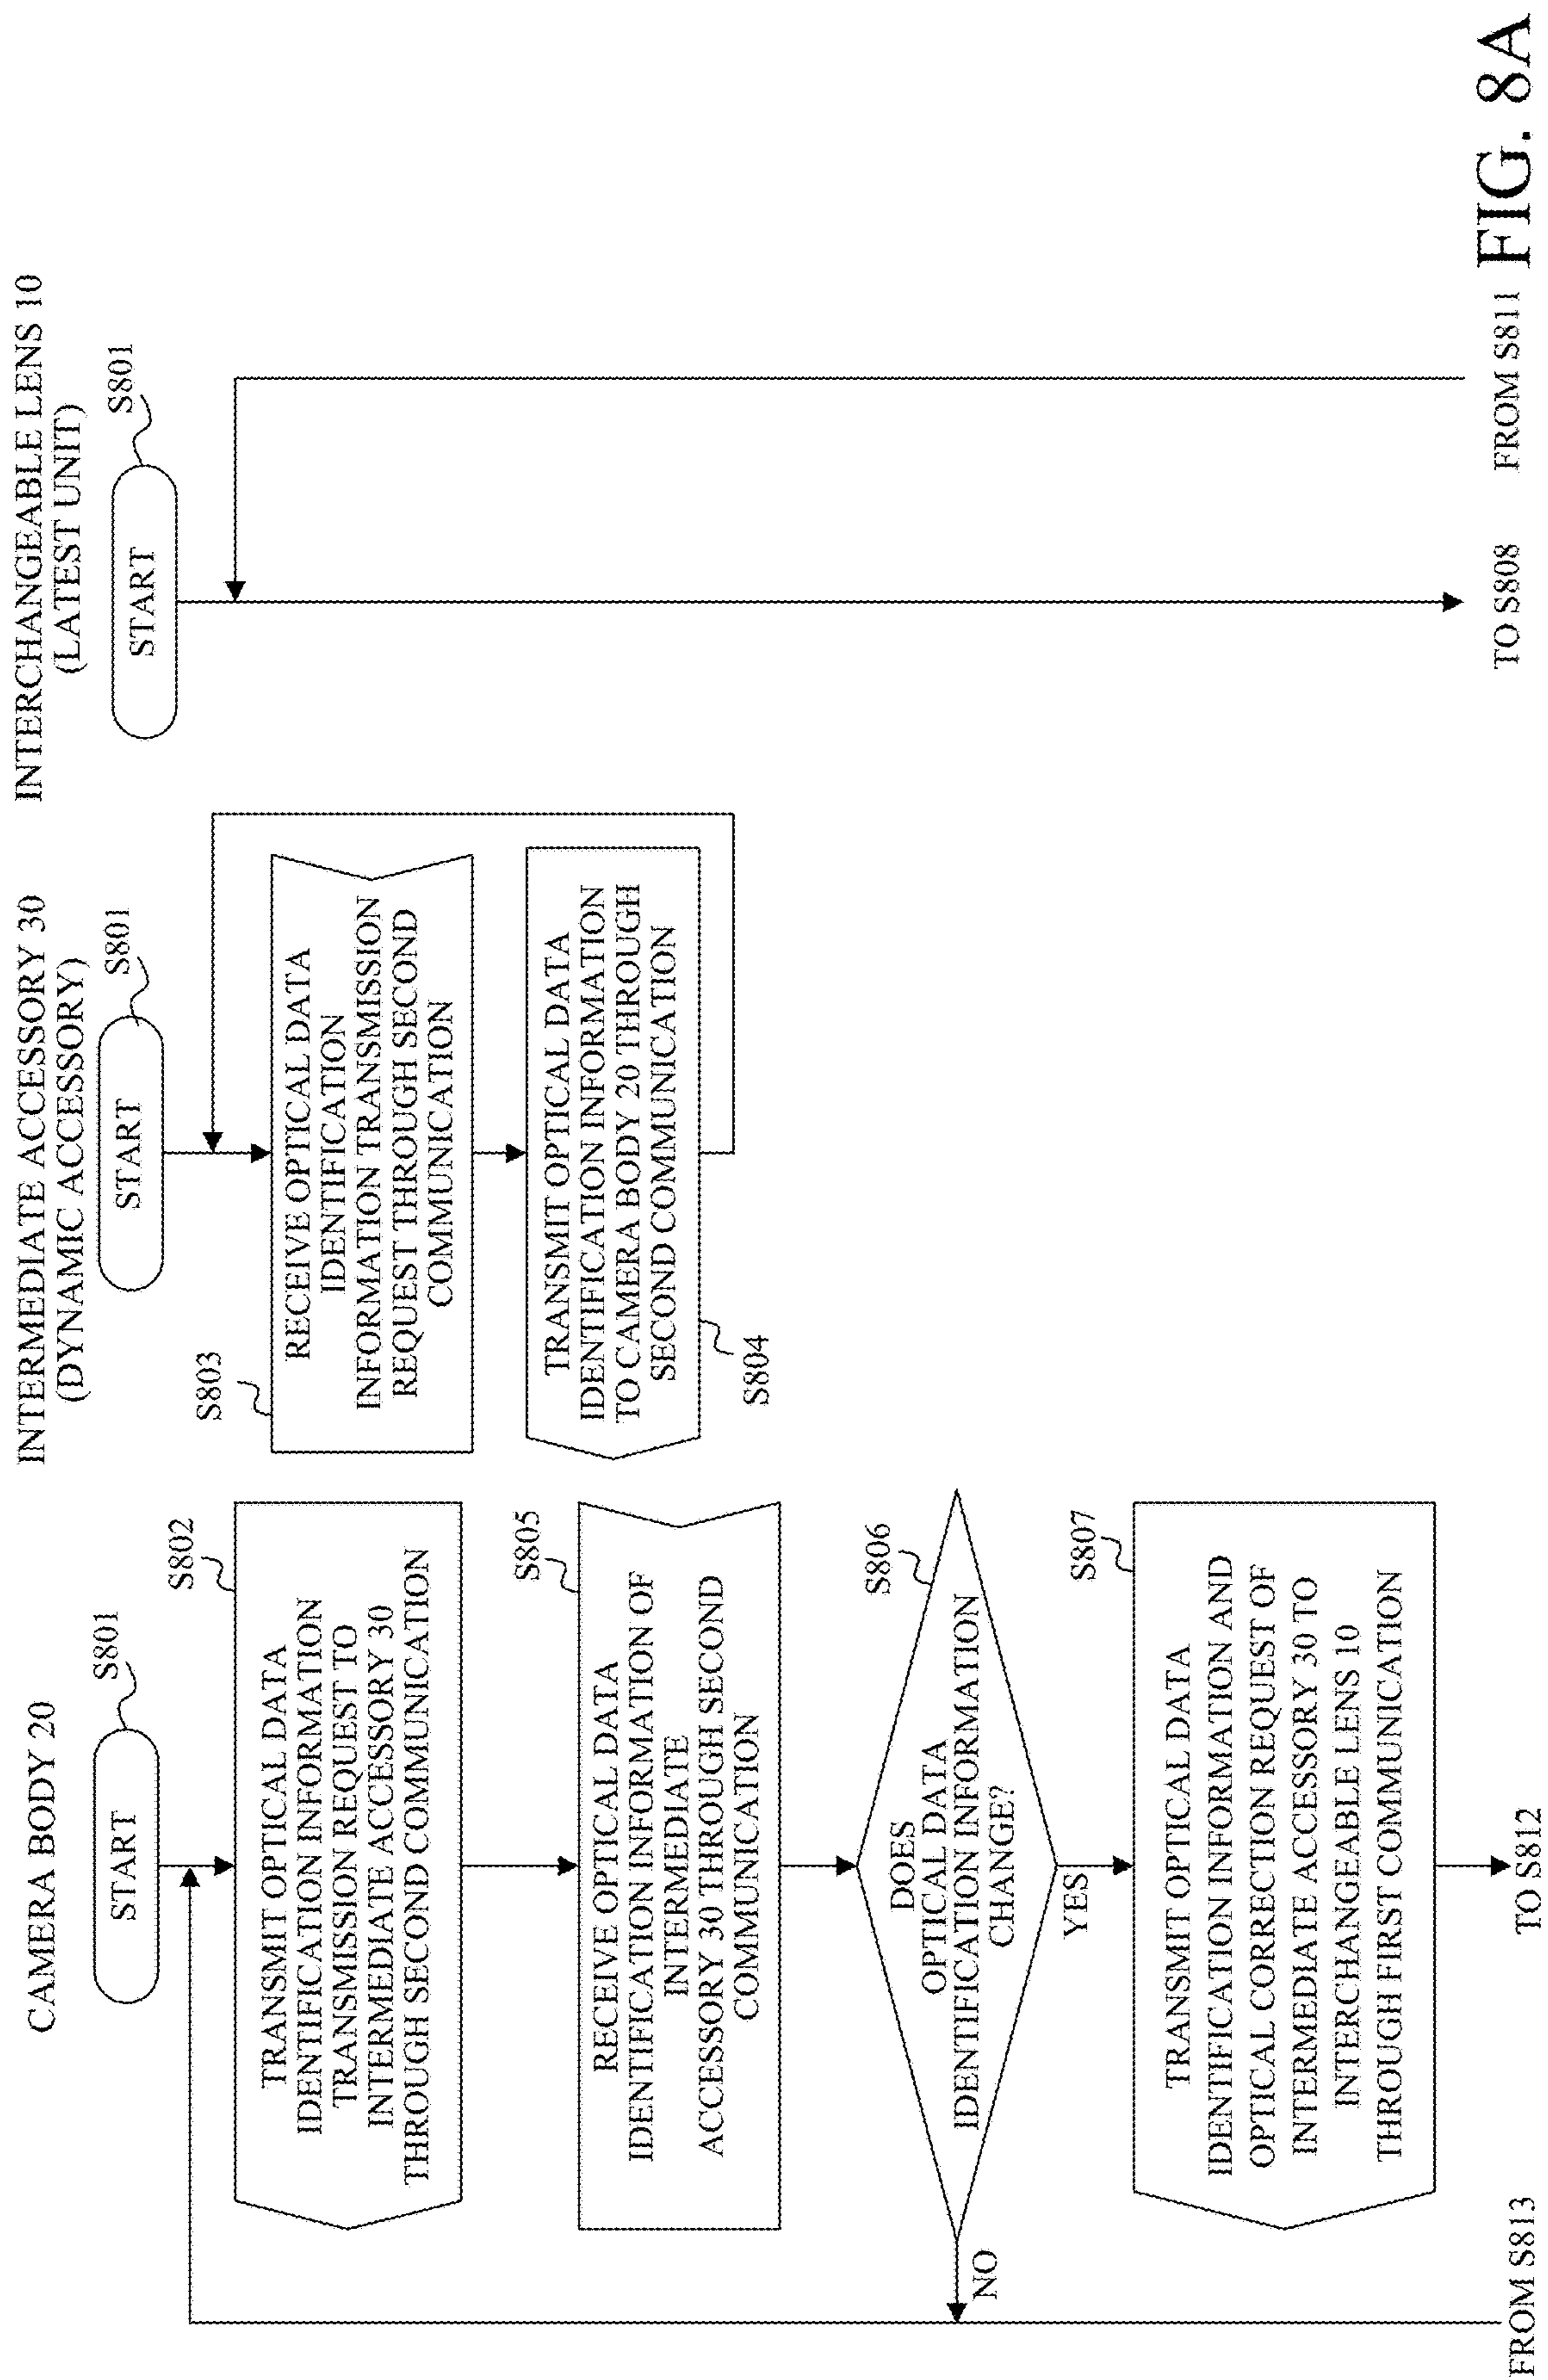 CAMERA BODY 20
START
S801
TRANSMIT OPTICAL DATA
IDENTIFICATION INFORMATION
TRANSMISSION REQUEST TO
INTERMEDIATE ACCESSORY 30
THROUGH SECOND COMMUNICATION
S802
RECEIVE OPTICAL DATA
IDENTIFICATION INFORMATION OF
INTERMEDIATE
ACCESSORY 30 THROUGH SECOND
COMMUNICATION
S805
DOES
OPTICAL DATA
IDENTIFICATION INFORMATION
CHANGE?
S806
NO
YES
TRANSMIT OPTICAL DATA
IDENTIFICATION INFORMATION AND
OPTICAL CORRECTION REQUEST OF
INTERMEDIATE ACCESSORY 30 TO
INTERCHANGEABLE LENS 10
THROUGH FIRST COMMUNICATION
S807
FROM S813
TO S812
INTERMEDIATE ACCESSORY 30
(DYNAMIC ACCESSORY)
START
S801
S803
RECEIVE OPTICAL DATA
IDENTIFICATION
INFORMATION TRANSMISSION
REQUEST THROUGH SECOND
COMMUNICATION
TRANSMIT OPTICAL DATA
IDENTIFICATION INFORMATION
TO CAMERA BODY 20 THROUGH
SECOND COMMUNICATION
S804
INTERCHANGEABLE LENS 10
(LATEST UNIT)
START
S801
TO S808
FROM S811
FIG. 8A